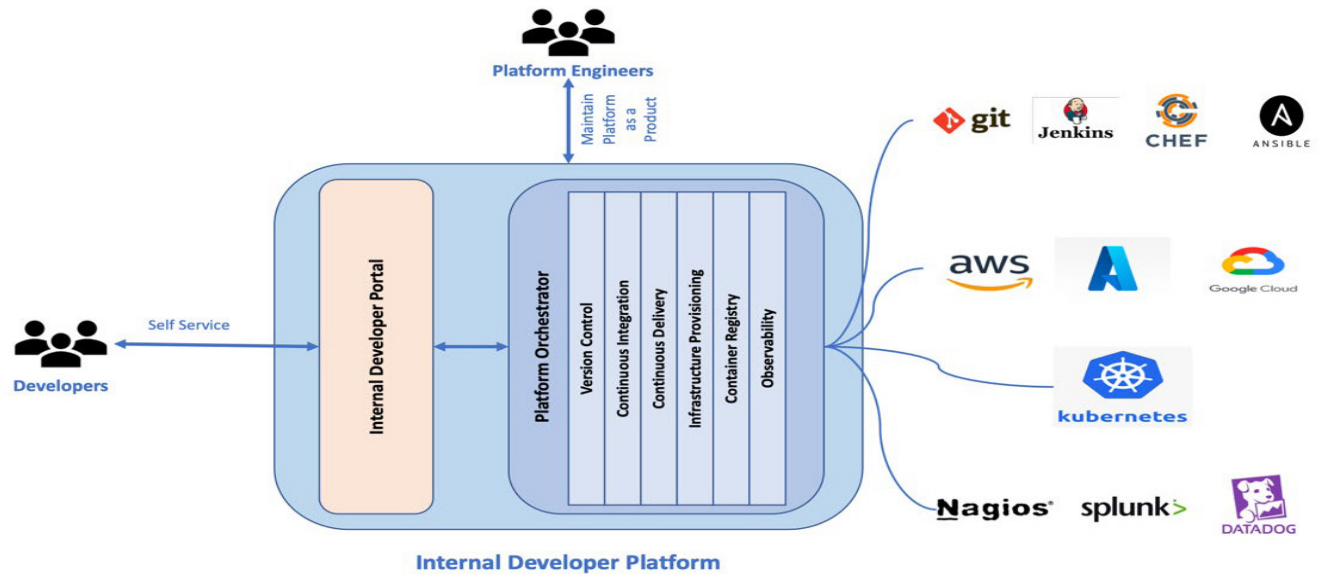 Platform Engineers
Maintain
Platform
as a
Product
git
Jenkins
CHEF
ANSIBLE
Self Service
Developers
Internal Developer Portal
Platform Orchestrator
Version Control
Continuous Integration
Continuous Delivery
Infrastructure Provisioning
Container Registry
Observability
aws
Google Cloud
kubernetes
Nagios®
splunk>
DATADOG
Internal Developer Platform